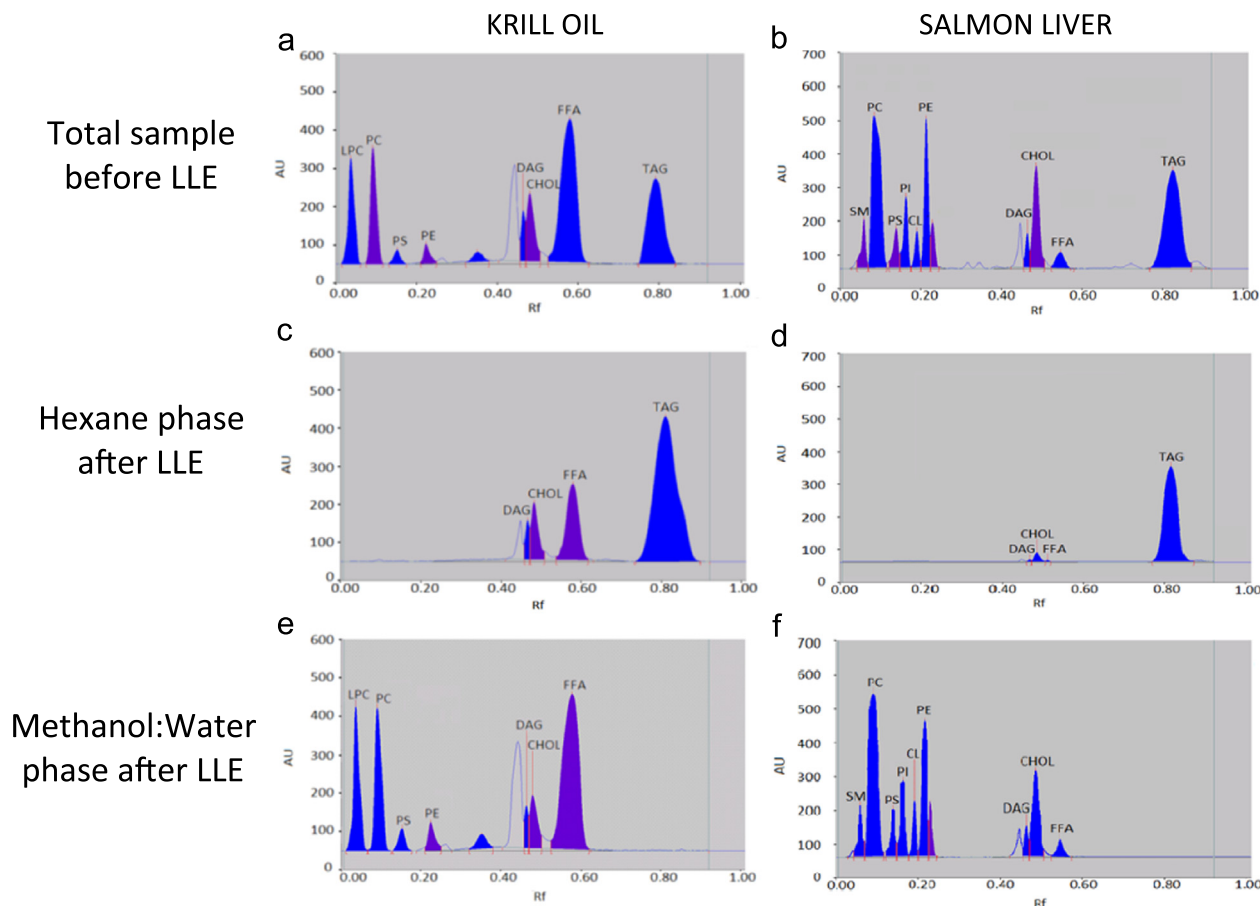 KRILL OIL
SALMON LIVER
Total sample
before LLE
a
600
500
400
300
200
100
0
AU
LPC
PC
PS
PE
DAG
CHOL
FFA
TAG
0.00 0.20 0.40 0.60 0.80 1.00
Rf
b
700
600
500
400
300
200
100
0
AU
SM
PC
PS
PI
CL
PE
DAG
CHOL
FFA
TAG
0.00 0.20 0.40 0.60 0.80 1.00
Rf
Hexane phase
after LLE
c
600
500
400
300
200
100
0
AU
DAG
CHOL
FFA
TAG
0.00 0.20 0.40 0.60 0.80 1.00
Rf
d
700
600
500
400
300
200
100
0
AU
CHOL
DAG FFA
TAG
0.00 0.20 0.40 0.60 0.80 1.00
Rf
Methanol:Water
phase after LLE
e
600
500
400
300
200
100
0
AU
LPC
PC
PS
PE
DAG
CHOL
FFA
0.00 0.20 0.40 0.60 0.80 1.00
Rf
f
700
600
500
400
300
200
100
0
AU
SM
PC
PS
PI
CL
PE
DAG
CHOL
FFA
0.00 0.20 0.40 0.60 0.80 1.00
Rf